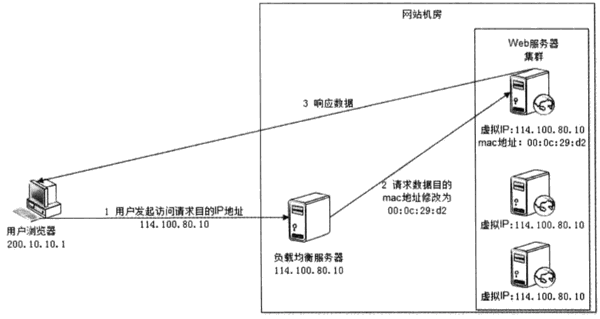 网站机房
Web服务器
集群
3 响应数据
虚拟IP:114.100.80.10
mac地址: 00:0c:29:d2
2 请求数据目的
mac地址修改为
00:0c:29:d2
1 用户发起访问请求目的IP地址
114.100.80.10
用户浏览器
200.10.10.1
负载均衡服务器
114.100.80.10
虚拟IP:114.100.80.10
虚拟IP:114.100.80.10